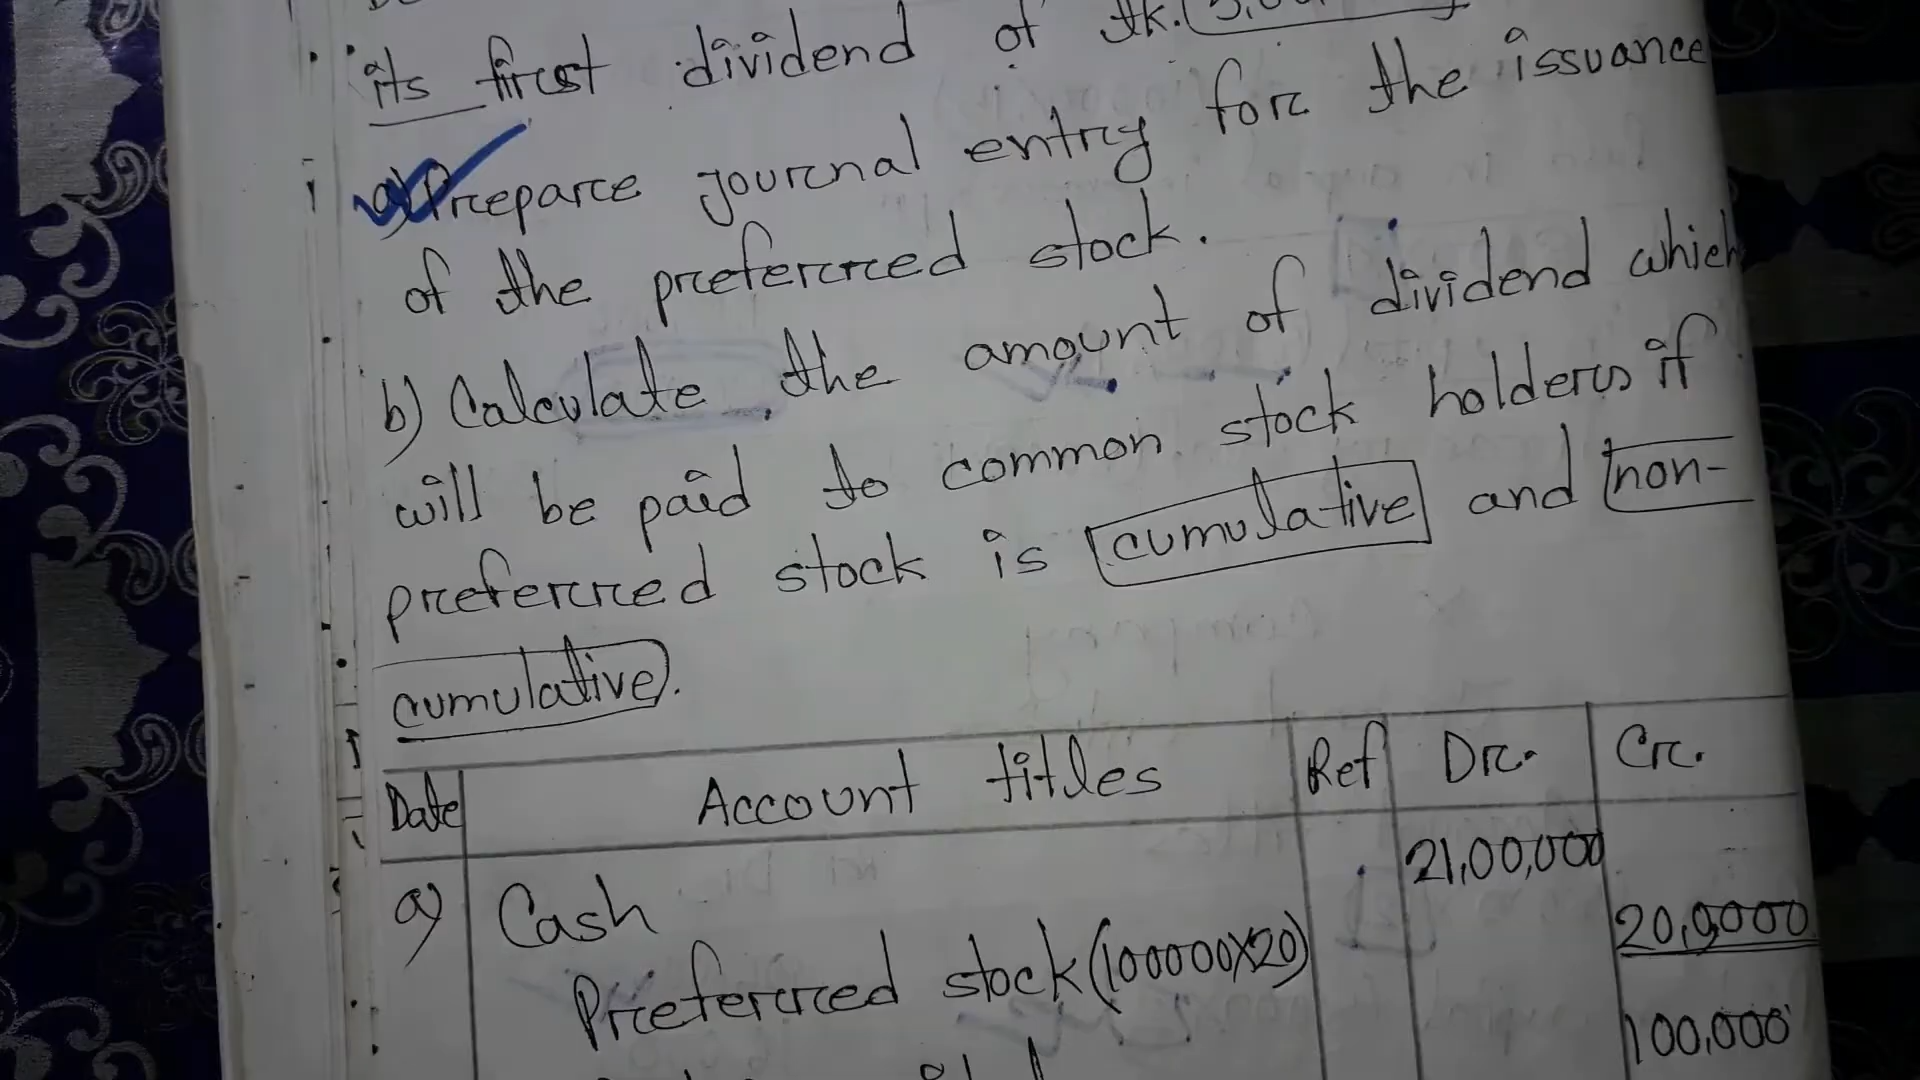 its first dividend of tk.
a) Prepare journal entry for the issuance
of the preferred stock.
b) Calculate the amount of dividend which
will be paid to common stock holders if
preferred stock is cumulative and non-
cumulative.
Date Account titles Ref Dr. Cr.
a) Cash 21,00,000
Preferred stock (100000x20) 20,0000
100,000